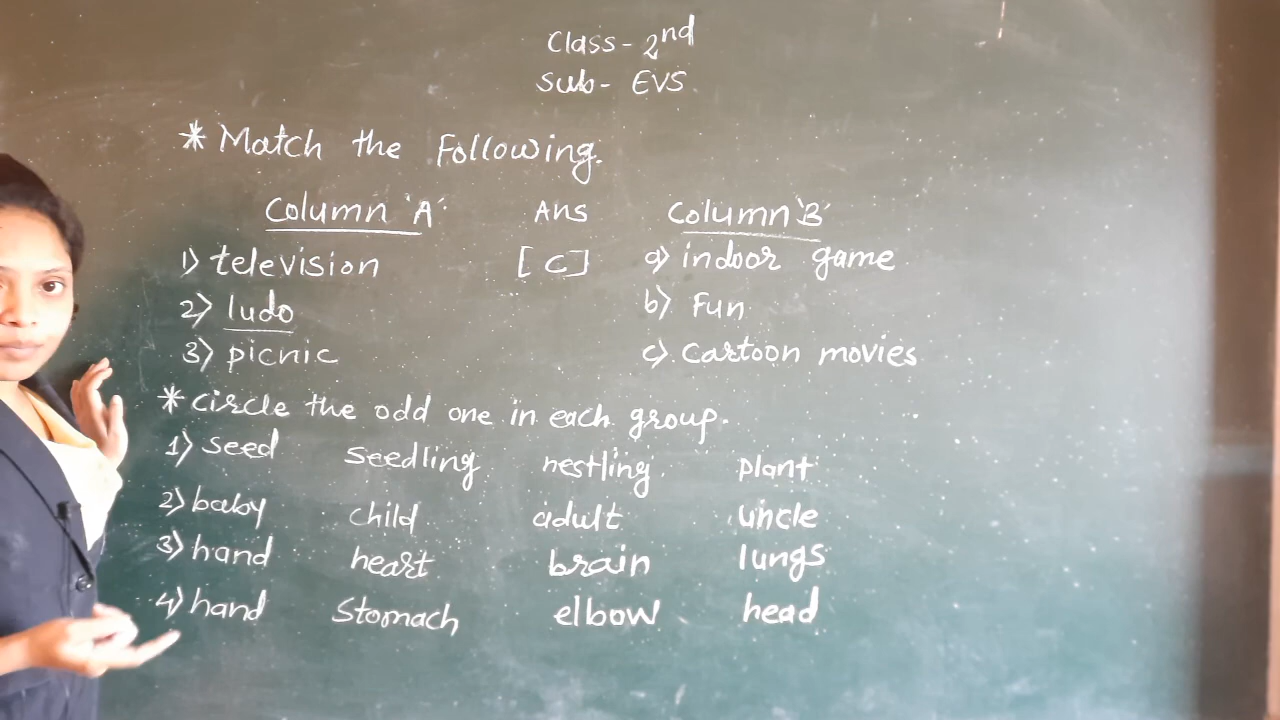 Class - 2nd
Sub - EVS
* Match the Following.
Column 'A' Ans Column 'B'
1) television [C] a) indoor game
2) ludo b) Fun
3) picnic c) cartoon movies
* circle the odd one in each group.
1) seed seedling nestling plant
2) baby child adult uncle
3) hand heart brain lungs
4) hand stomach elbow head